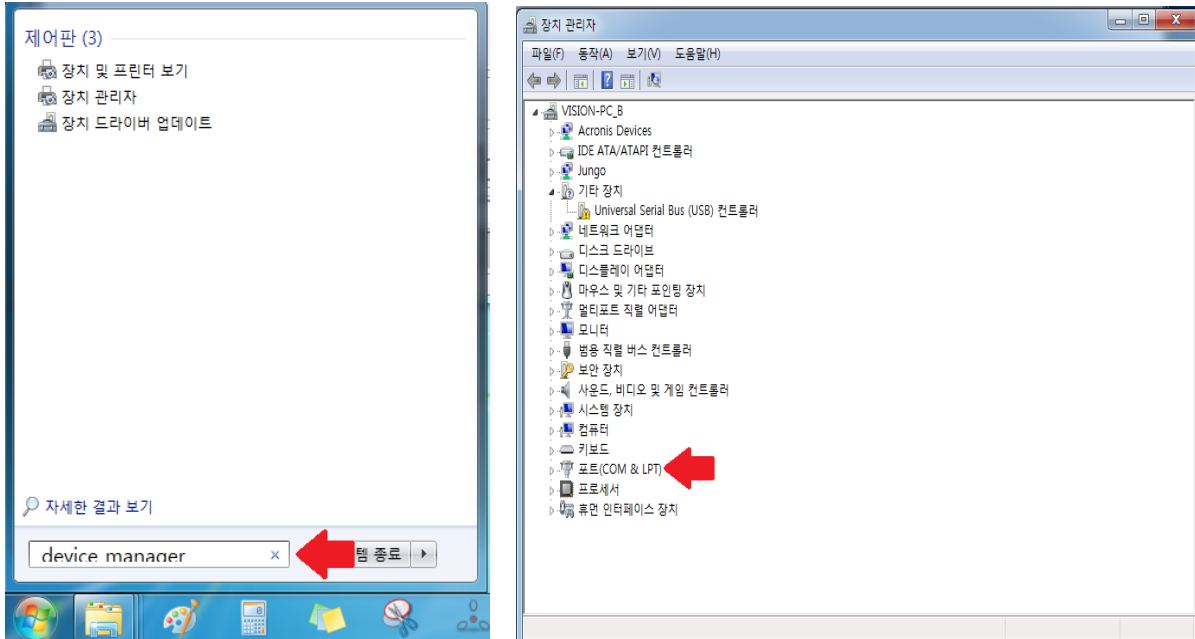 제어판 (3)
장치 및 프린터 보기
장치 관리자
장치 드라이버 업데이트
자세한 결과 보기
device manager
템 종료
장치 관리자
파일(F) 동작(A) 보기(V) 도움말(H)
VISION-PC_B
Acronis Devices
IDE ATA/ATAPI 컨트롤러
Jungo
기타 장치
Universal Serial Bus (USB) 컨트롤러
네트워크 어댑터
디스크 드라이브
디스플레이 어댑터
마우스 및 기타 포인팅 장치
멀티포트 직렬 어댑터
모니터
범용 직렬 버스 컨트롤러
보안 장치
사운드, 비디오 및 게임 컨트롤러
시스템 장치
컴퓨터
키보드
포트(COM & LPT)
프로세서
휴먼 인터페이스 장치